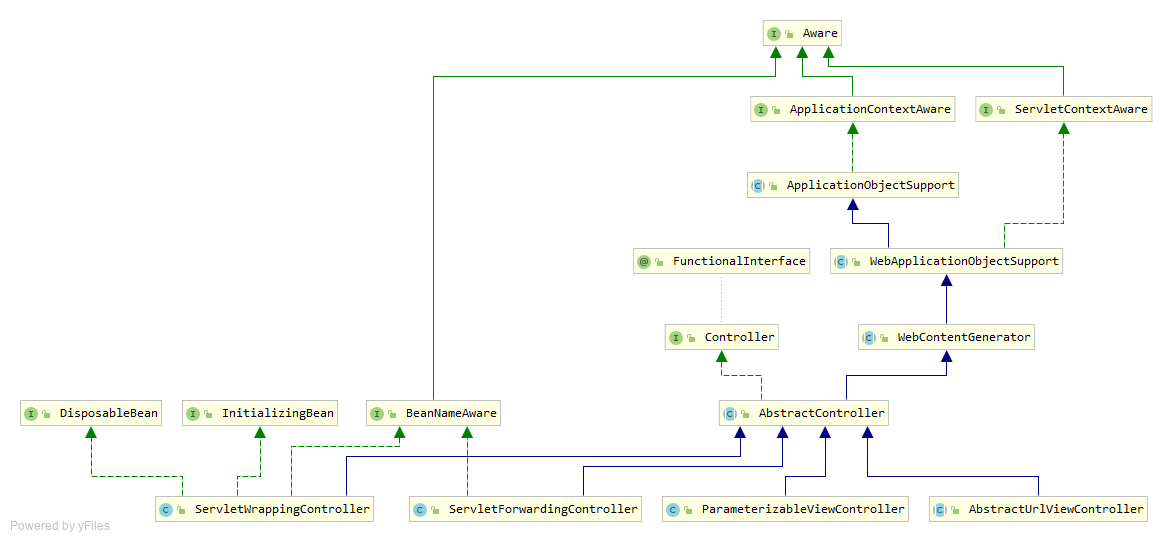 Aware
ApplicationContextAware
ServletContextAware
ApplicationObjectSupport
FunctionalInterface
WebApplicationObjectSupport
Controller
WebContentGenerator
DisposableBean
InitializingBean
BeanNameAware
AbstractController
ServletWrappingController
ServletForwardingController
ParameterizableViewController
AbstractUrlViewController
Powered by yFiles